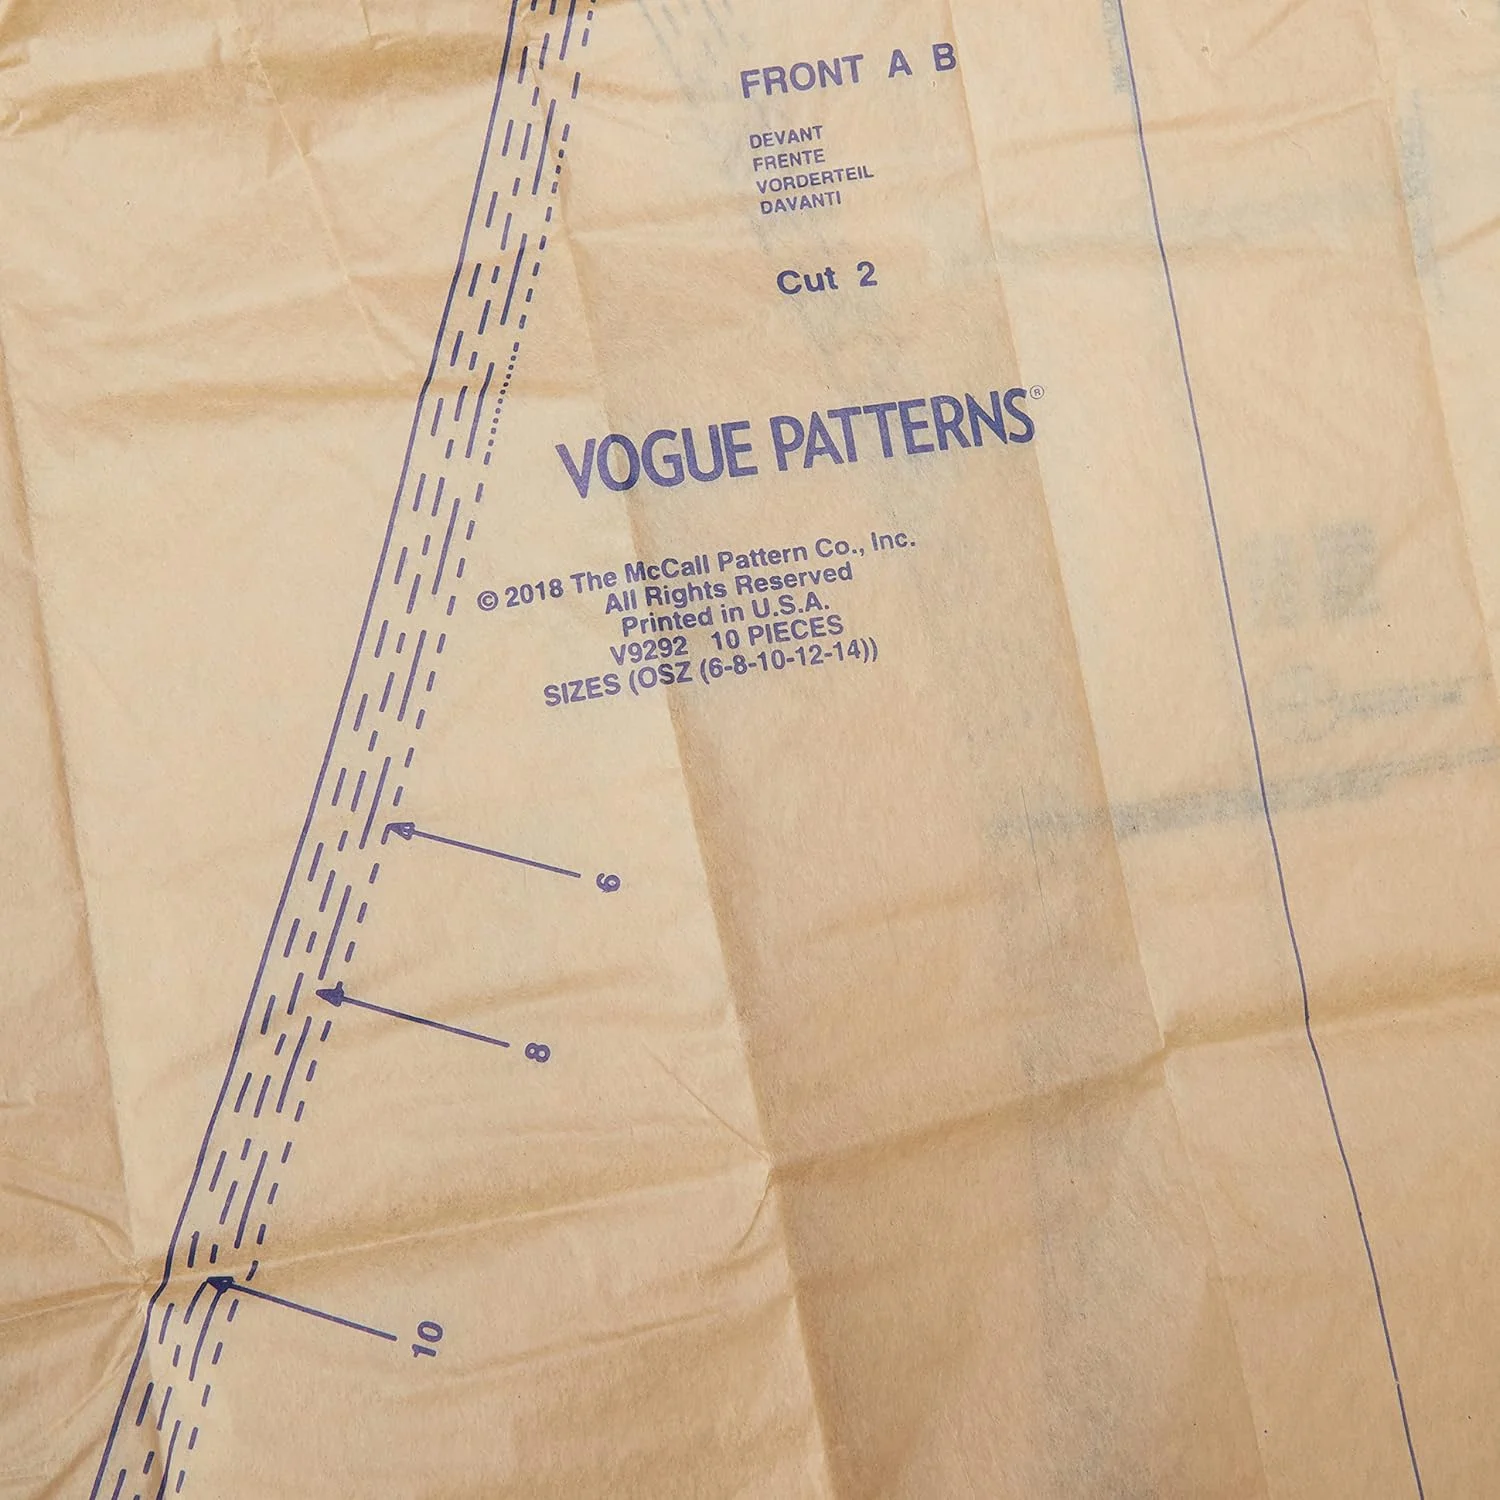 FRONT A B
DEVANT
FRENTE
VORDERTEIL
DAVANTI
Cut 2
VOGUE PATTERNS®
© 2018 The McCall Pattern Co., Inc.
All Rights Reserved
Printed in U.S.A.
V9292 10 PIECES
SIZES (OSZ (6-8-10-12-14))
6
8
10